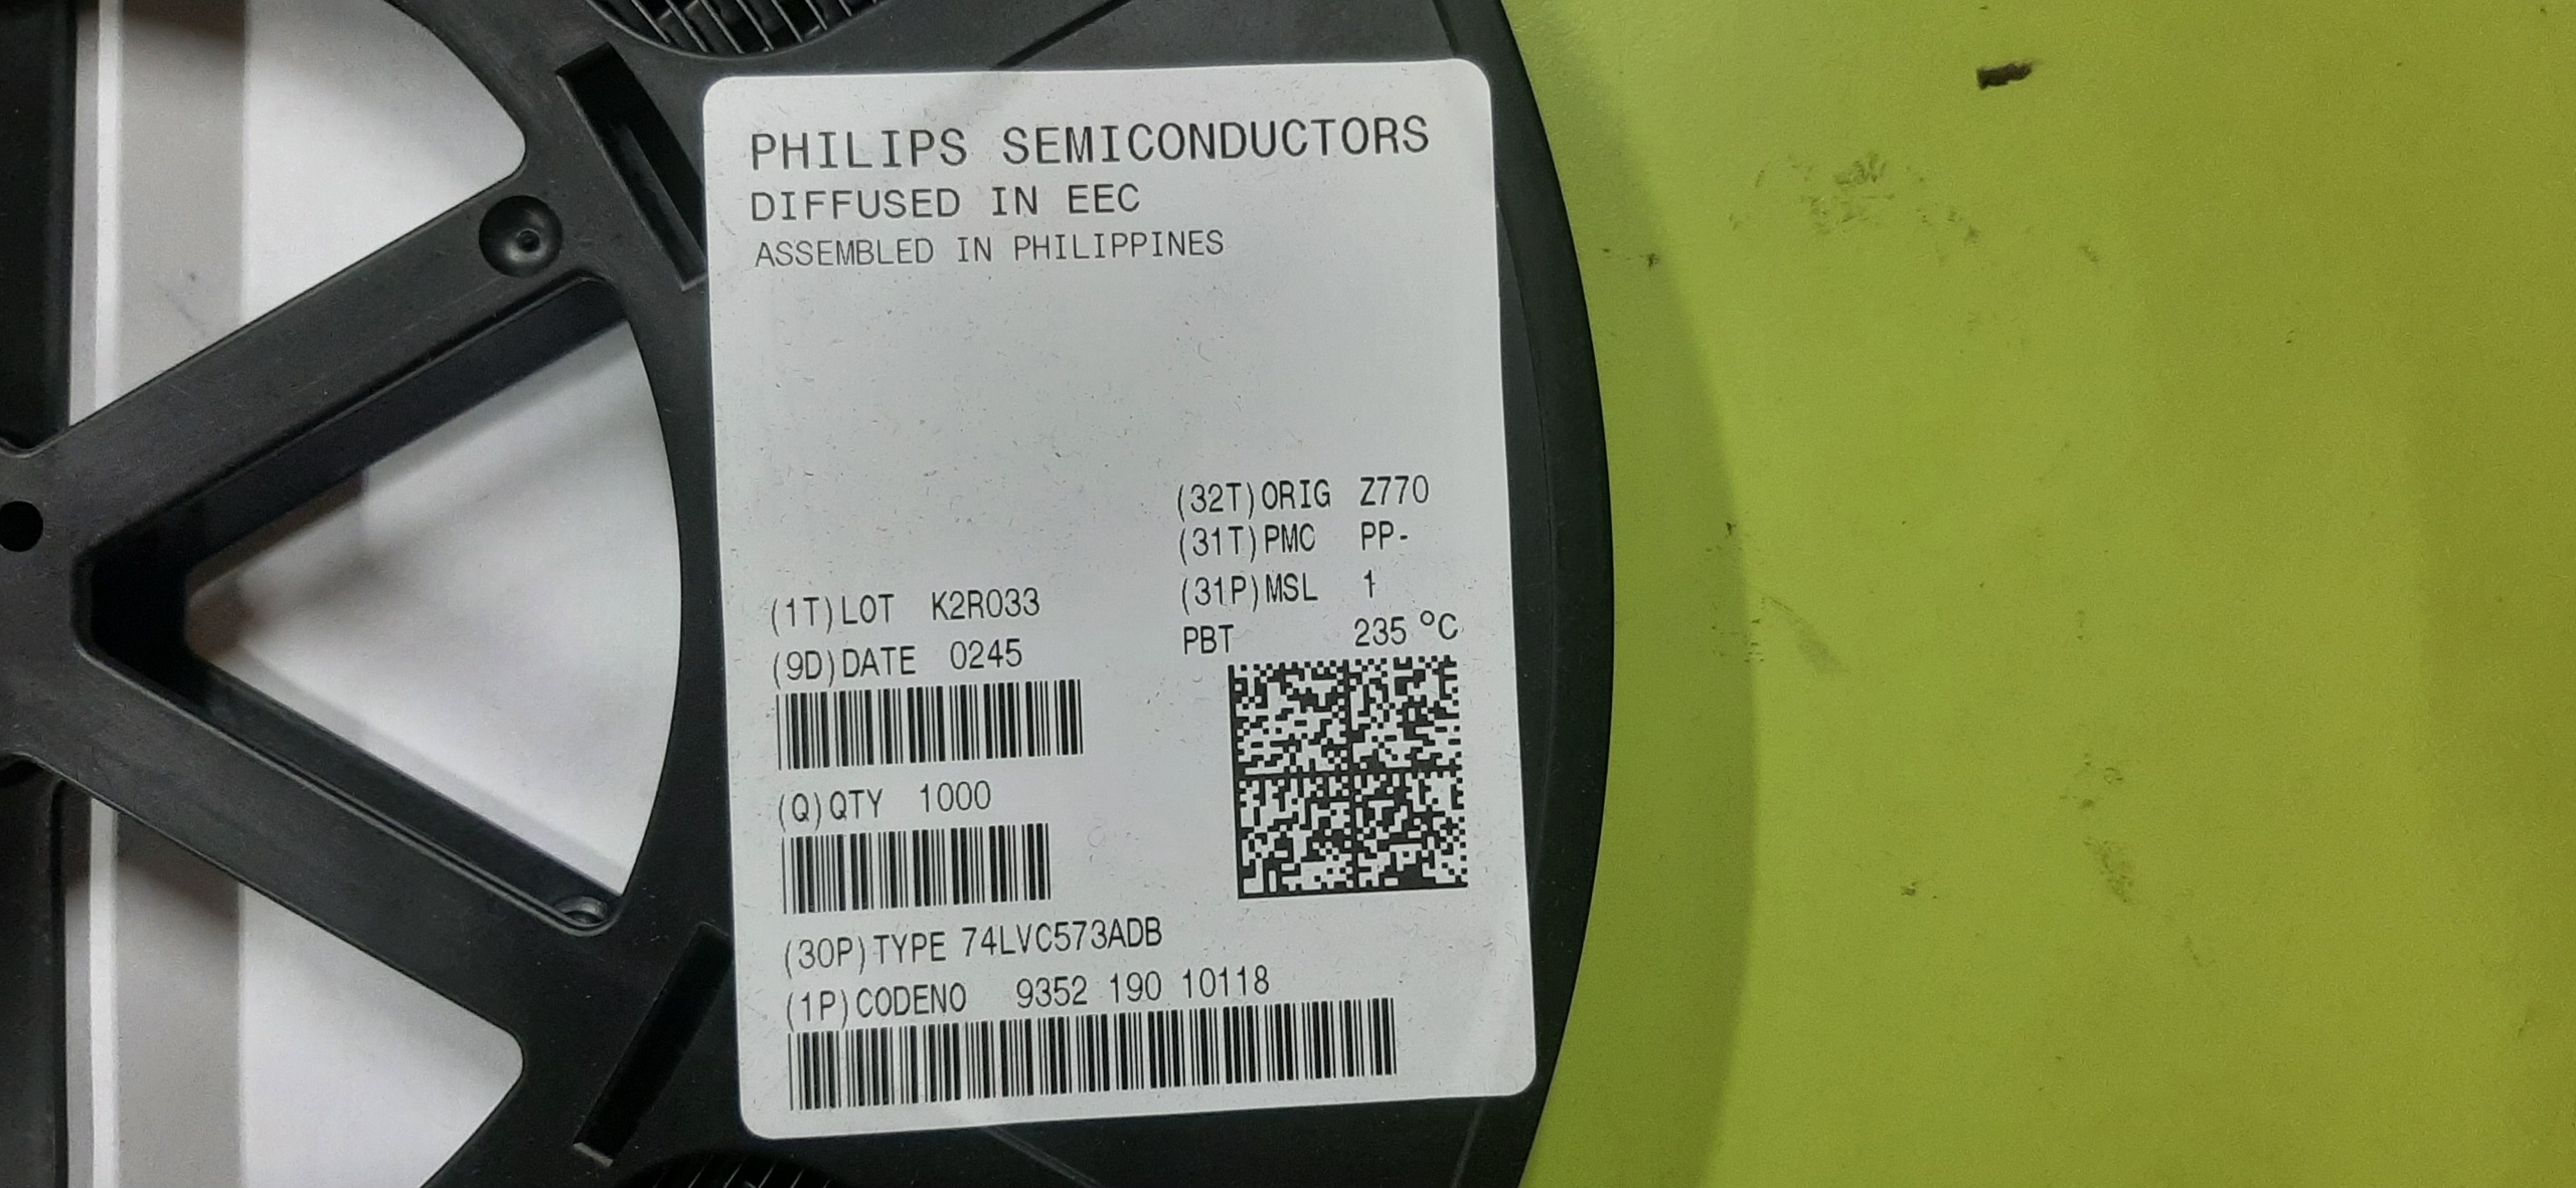 PHILIPS SEMICONDUCTORS
DIFFUSED IN EEC
ASSEMBLED IN PHILIPPINES
(32T)ORIG Z770
(31T)PMC PP-
(31P)MSL 1
PBT 235 °C
(1T)LOT K2R033
(9D)DATE 0245
(Q)QTY 1000
(30P)TYPE 74LVC573ADB
(1P)CODENO 9352 190 10118